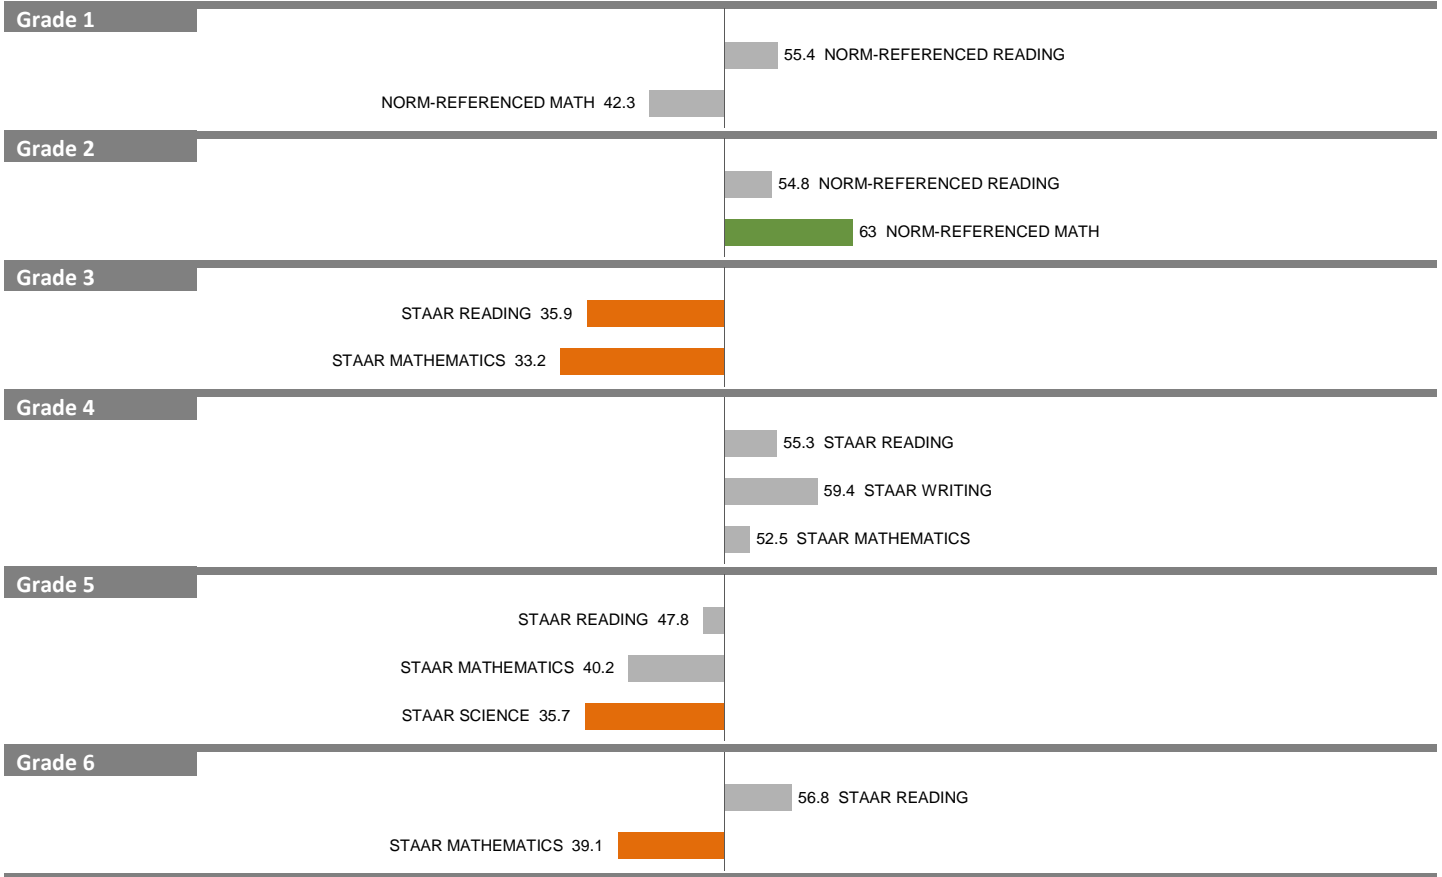 Grade 1
55.4 NORM-REFERENCED READING
NORM-REFERENCED MATH 42.3
Grade 2
54.8 NORM-REFERENCED READING
63 NORM-REFERENCED MATH
Grade 3
STAAR READING 35.9
STAAR MATHEMATICS 33.2
Grade 4
55.3 STAAR READING
59.4 STAAR WRITING
52.5 STAAR MATHEMATICS
Grade 5
STAAR READING 47.8
STAAR MATHEMATICS 40.2
STAAR SCIENCE 35.7
Grade 6
56.8 STAAR READING
STAAR MATHEMATICS 39.1